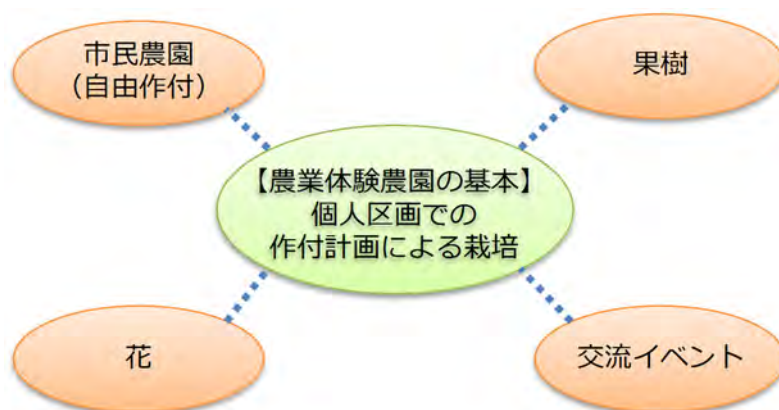 市民農園
（自由作付）
果樹
【農業体験農園の基本】
個人区画での
作付計画による栽培
花
交流イベント